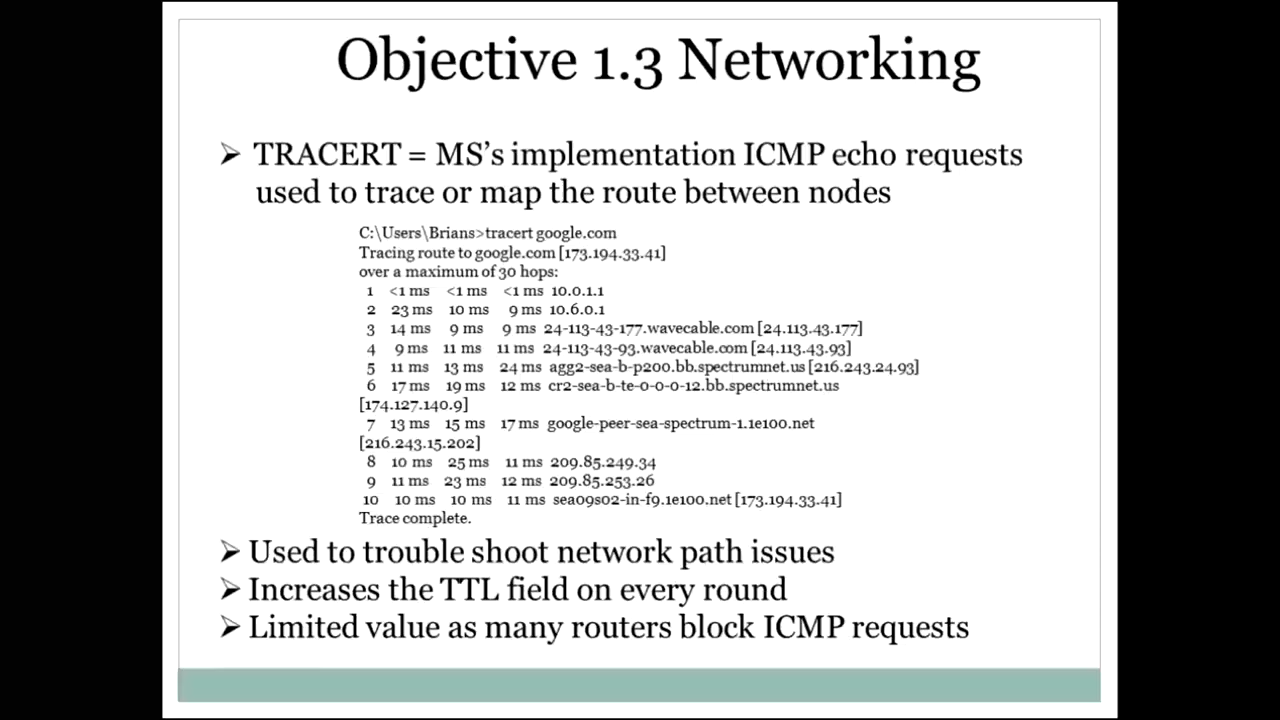 Objective 1.3 Networking
➢ TRACERT = MS's implementation ICMP echo requests
used to trace or map the route between nodes
C:\Users\Brians>tracert google.com
Tracing route to google.com [173.194.33.41]
over a maximum of 30 hops:
1 <1 ms <1 ms <1 ms 10.0.1.1
2 23 ms 10 ms 9 ms 10.6.0.1
3 14 ms 9 ms 9 ms 24-113-43-177.wavecable.com [24.113.43.177]
4 9 ms 11 ms 11 ms 24-113-43-93.wavecable.com [24.113.43.93]
5 11 ms 13 ms 24 ms agg2-sea-b-p200.bb.spectrumnet.us [216.243.24.93]
6 17 ms 19 ms 12 ms cr2-sea-b-te-0-0-0-12.bb.spectrumnet.us
[174.127.140.9]
7 13 ms 15 ms 17 ms google-peer-sea-spectrum-1.1e100.net
[216.243.15.202]
8 10 ms 25 ms 11 ms 209.85.249.34
9 11 ms 23 ms 12 ms 209.85.253.26
10 10 ms 10 ms 11 ms sea09s02-in-f9.1e100.net [173.194.33.41]
Trace complete.
➢ Used to trouble shoot network path issues
➢ Increases the TTL field on every round
➢ Limited value as many routers block ICMP requests